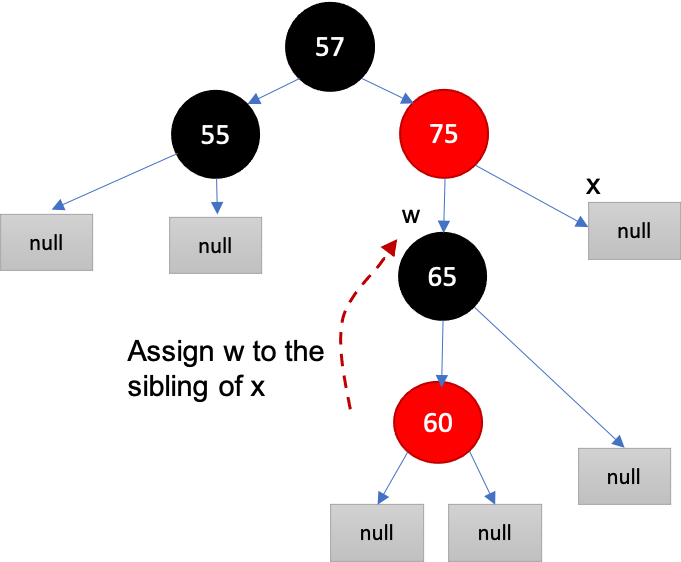 57
55
75
x
null
null
null
w
65
Assign w to the
sibling of x
60
null
null
null